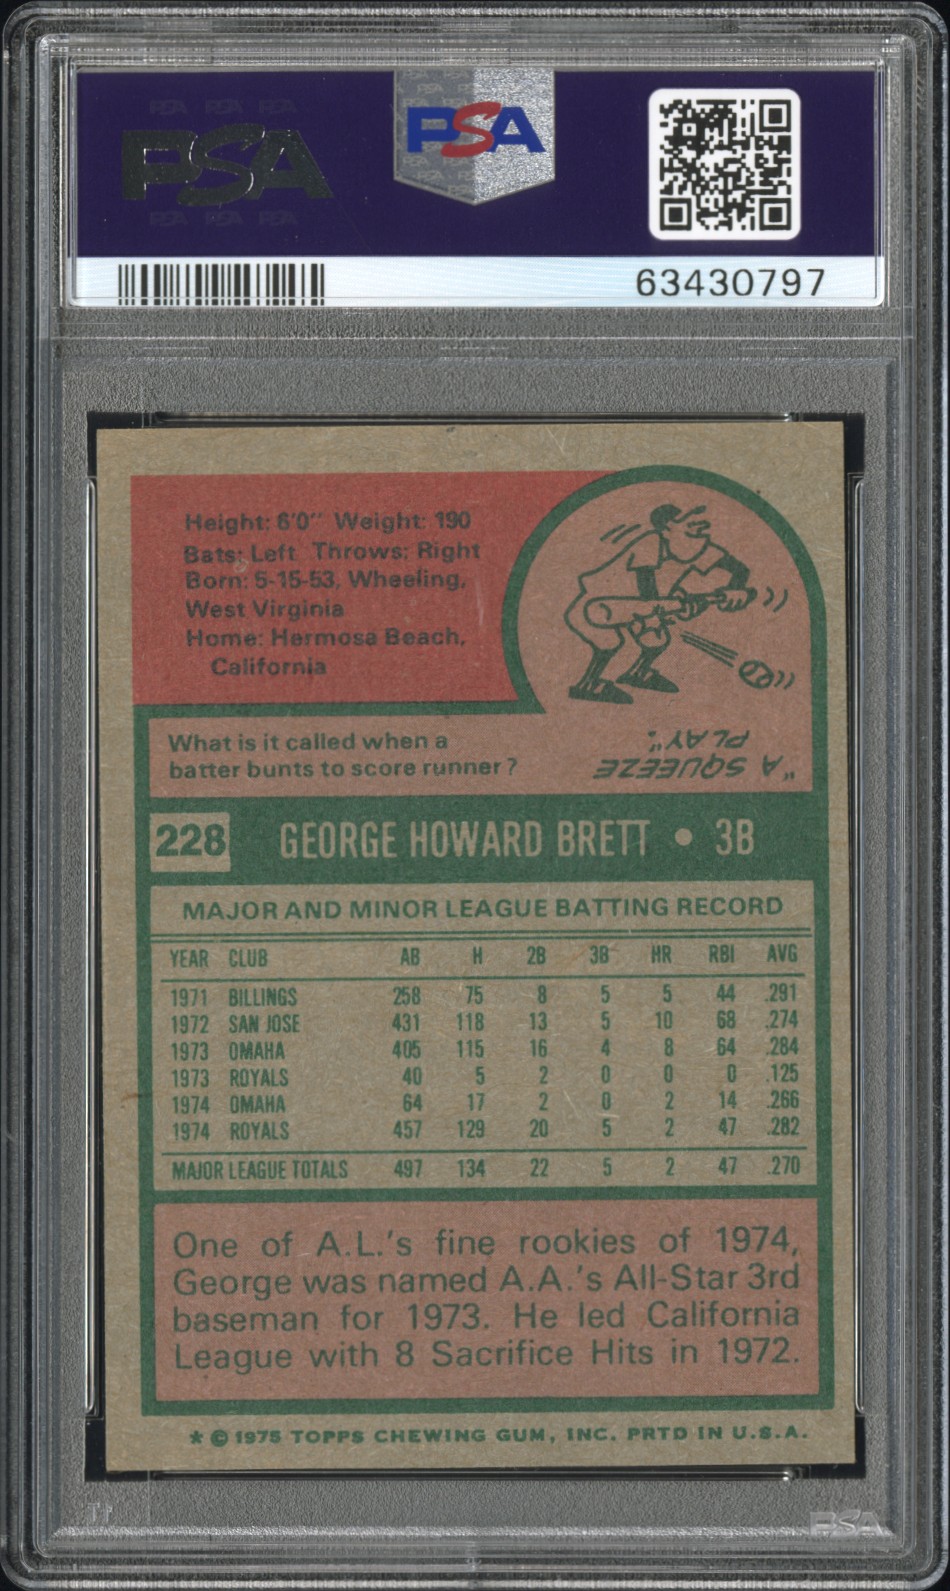 PSA PSA PSA
PSA
PSA PSA PSA
PSA
63430797
Height: 6'0" Weight: 190
Bats: Left Throws: Right
Born: 5-15-53, Wheeling,
West Virginia
Home: Hermosa Beach,
California
What is it called when a
batter bunts to score runner?
"A SQUEEZE
PLAY".
228 GEORGE HOWARD BRETT • 3B
MAJOR AND MINOR LEAGUE BATTING RECORD
YEAR CLUB AB H 2B 3B HR RBI AVG
1971 BILLINGS 258 75 8 5 5 44 .291
1972 SAN JOSE 431 118 13 5 10 68 .274
1973 OMAHA 405 115 16 4 8 64 .284
1973 ROYALS 40 5 2 0 0 0 .125
1974 OMAHA 64 17 2 0 2 14 .266
1974 ROYALS 457 129 20 5 2 47 .282
MAJOR LEAGUE TOTALS 497 134 22 5 2 47 .270
One of A.L.'s fine rookies of 1974,
George was named A.A.'s All-Star 3rd
baseman for 1973. He led California
League with 8 Sacrifice Hits in 1972.
* © 1975 TOPPS CHEWING GUM, INC. PRTD IN U.S.A.
PSA